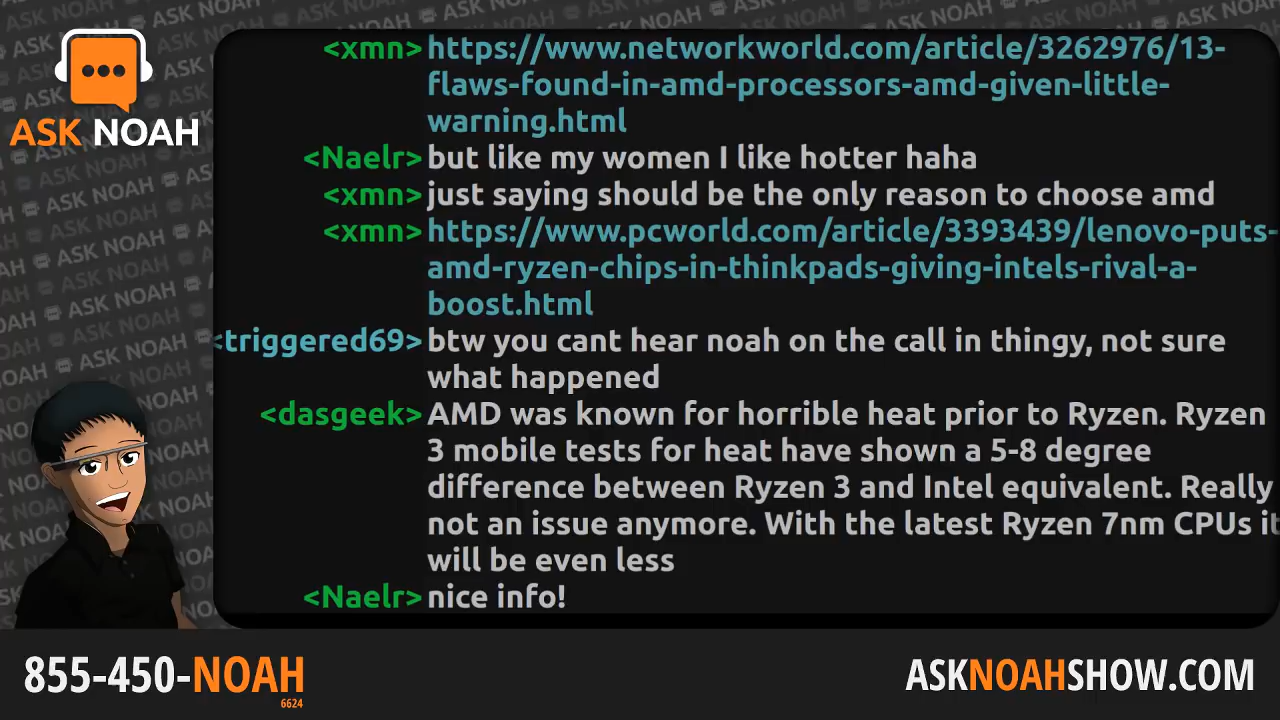 ASK NOAH
<xmn> https://www.networkworld.com/article/3262976/13-
flaws-found-in-amd-processors-amd-given-little-
warning.html
<Naelr> but like my women I like hotter haha
<xmn> just saying should be the only reason to choose amd
<xmn> https://www.pcworld.com/article/3393439/lenovo-puts-
amd-ryzen-chips-in-thinkpads-giving-intels-rival-a-
boost.html
<triggered69> btw you cant hear noah on the call in thingy, not sure
what happened
<dasgeek> AMD was known for horrible heat prior to Ryzen. Ryzen
3 mobile tests for heat have shown a 5-8 degree
difference between Ryzen 3 and Intel equivalent. Really
not an issue anymore. With the latest Ryzen 7nm CPUs it
will be even less
<Naelr> nice info!
855-450-NOAH
6624
ASKNOAHSHOW.COM